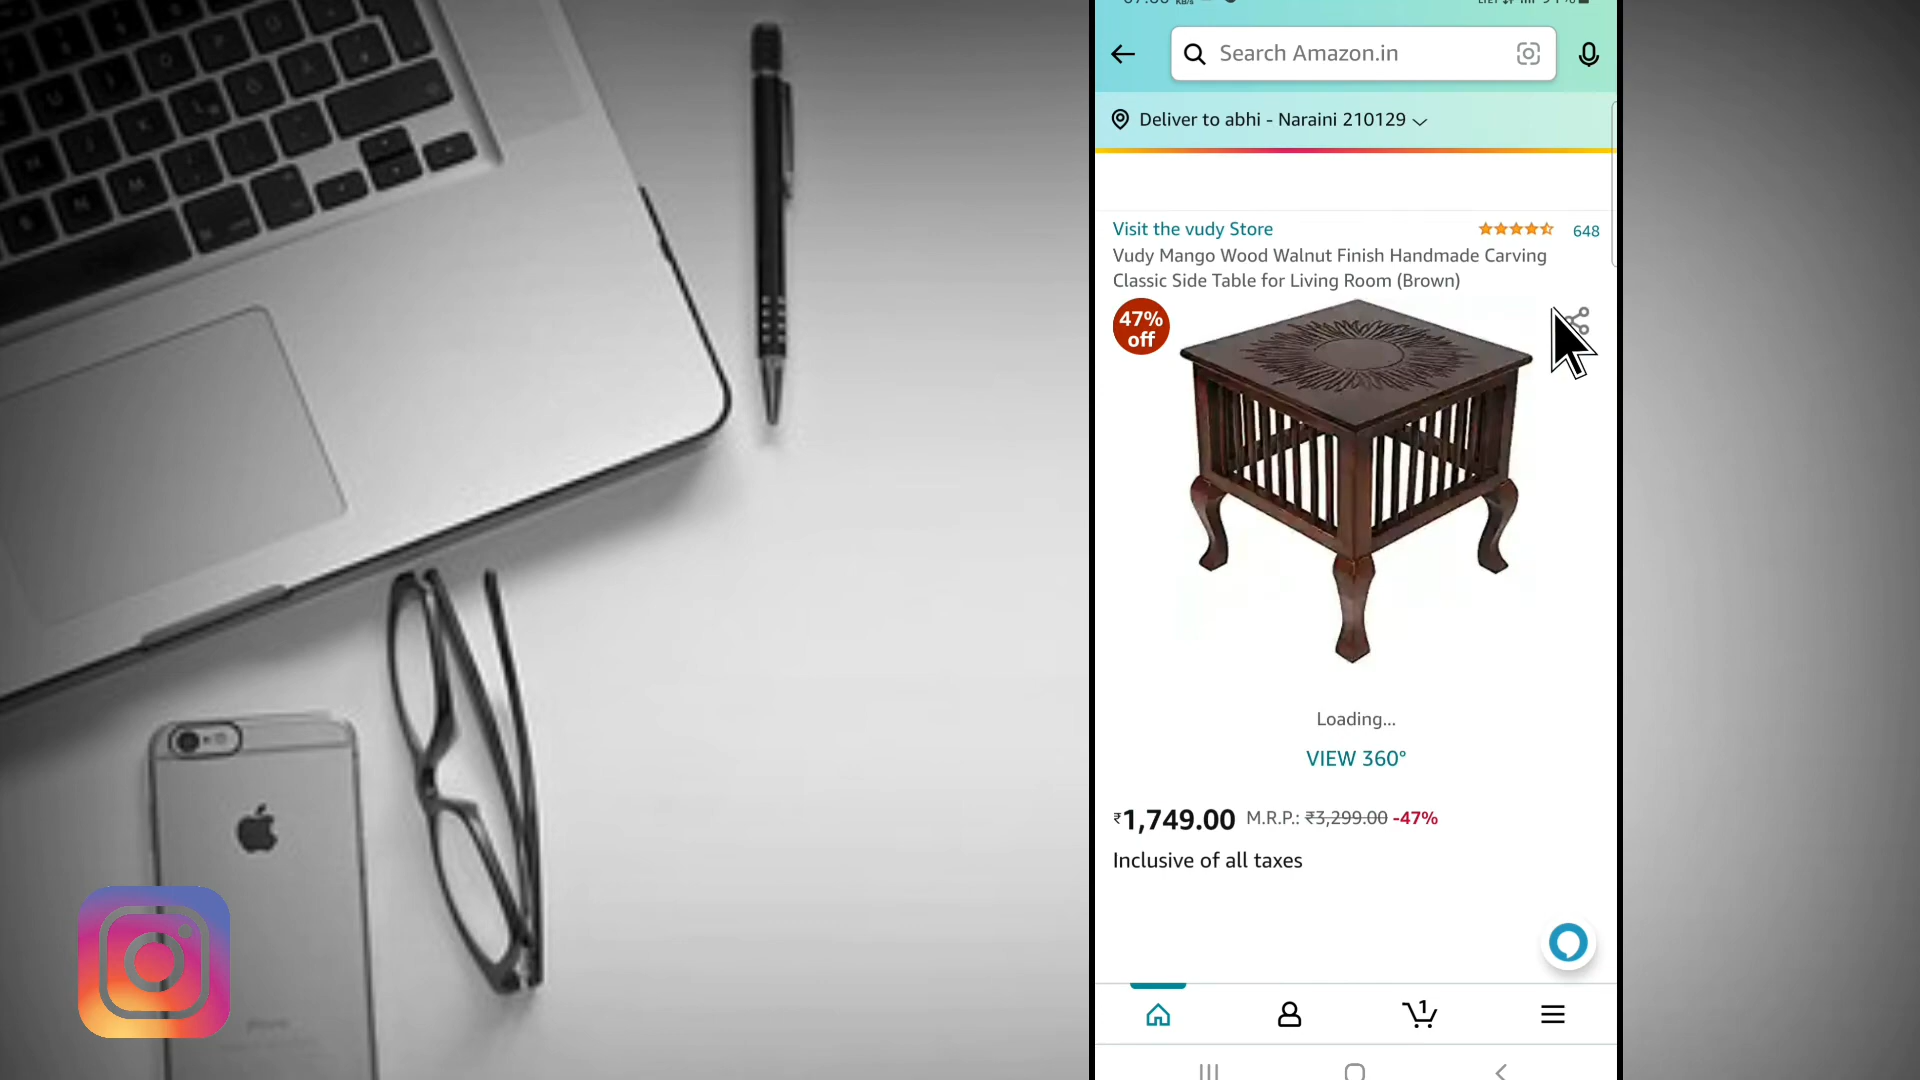 Search Amazon.in
Deliver to abhi - Naraini 210129
Visit the vudy Store
648
Vudy Mango Wood Walnut Finish Handmade Carving
Classic Side Table for Living Room (Brown)
47%
off
Loading...
VIEW 360°
₹1,749.00 M.R.P.: ₹3,299.00 -47%
Inclusive of all taxes
1